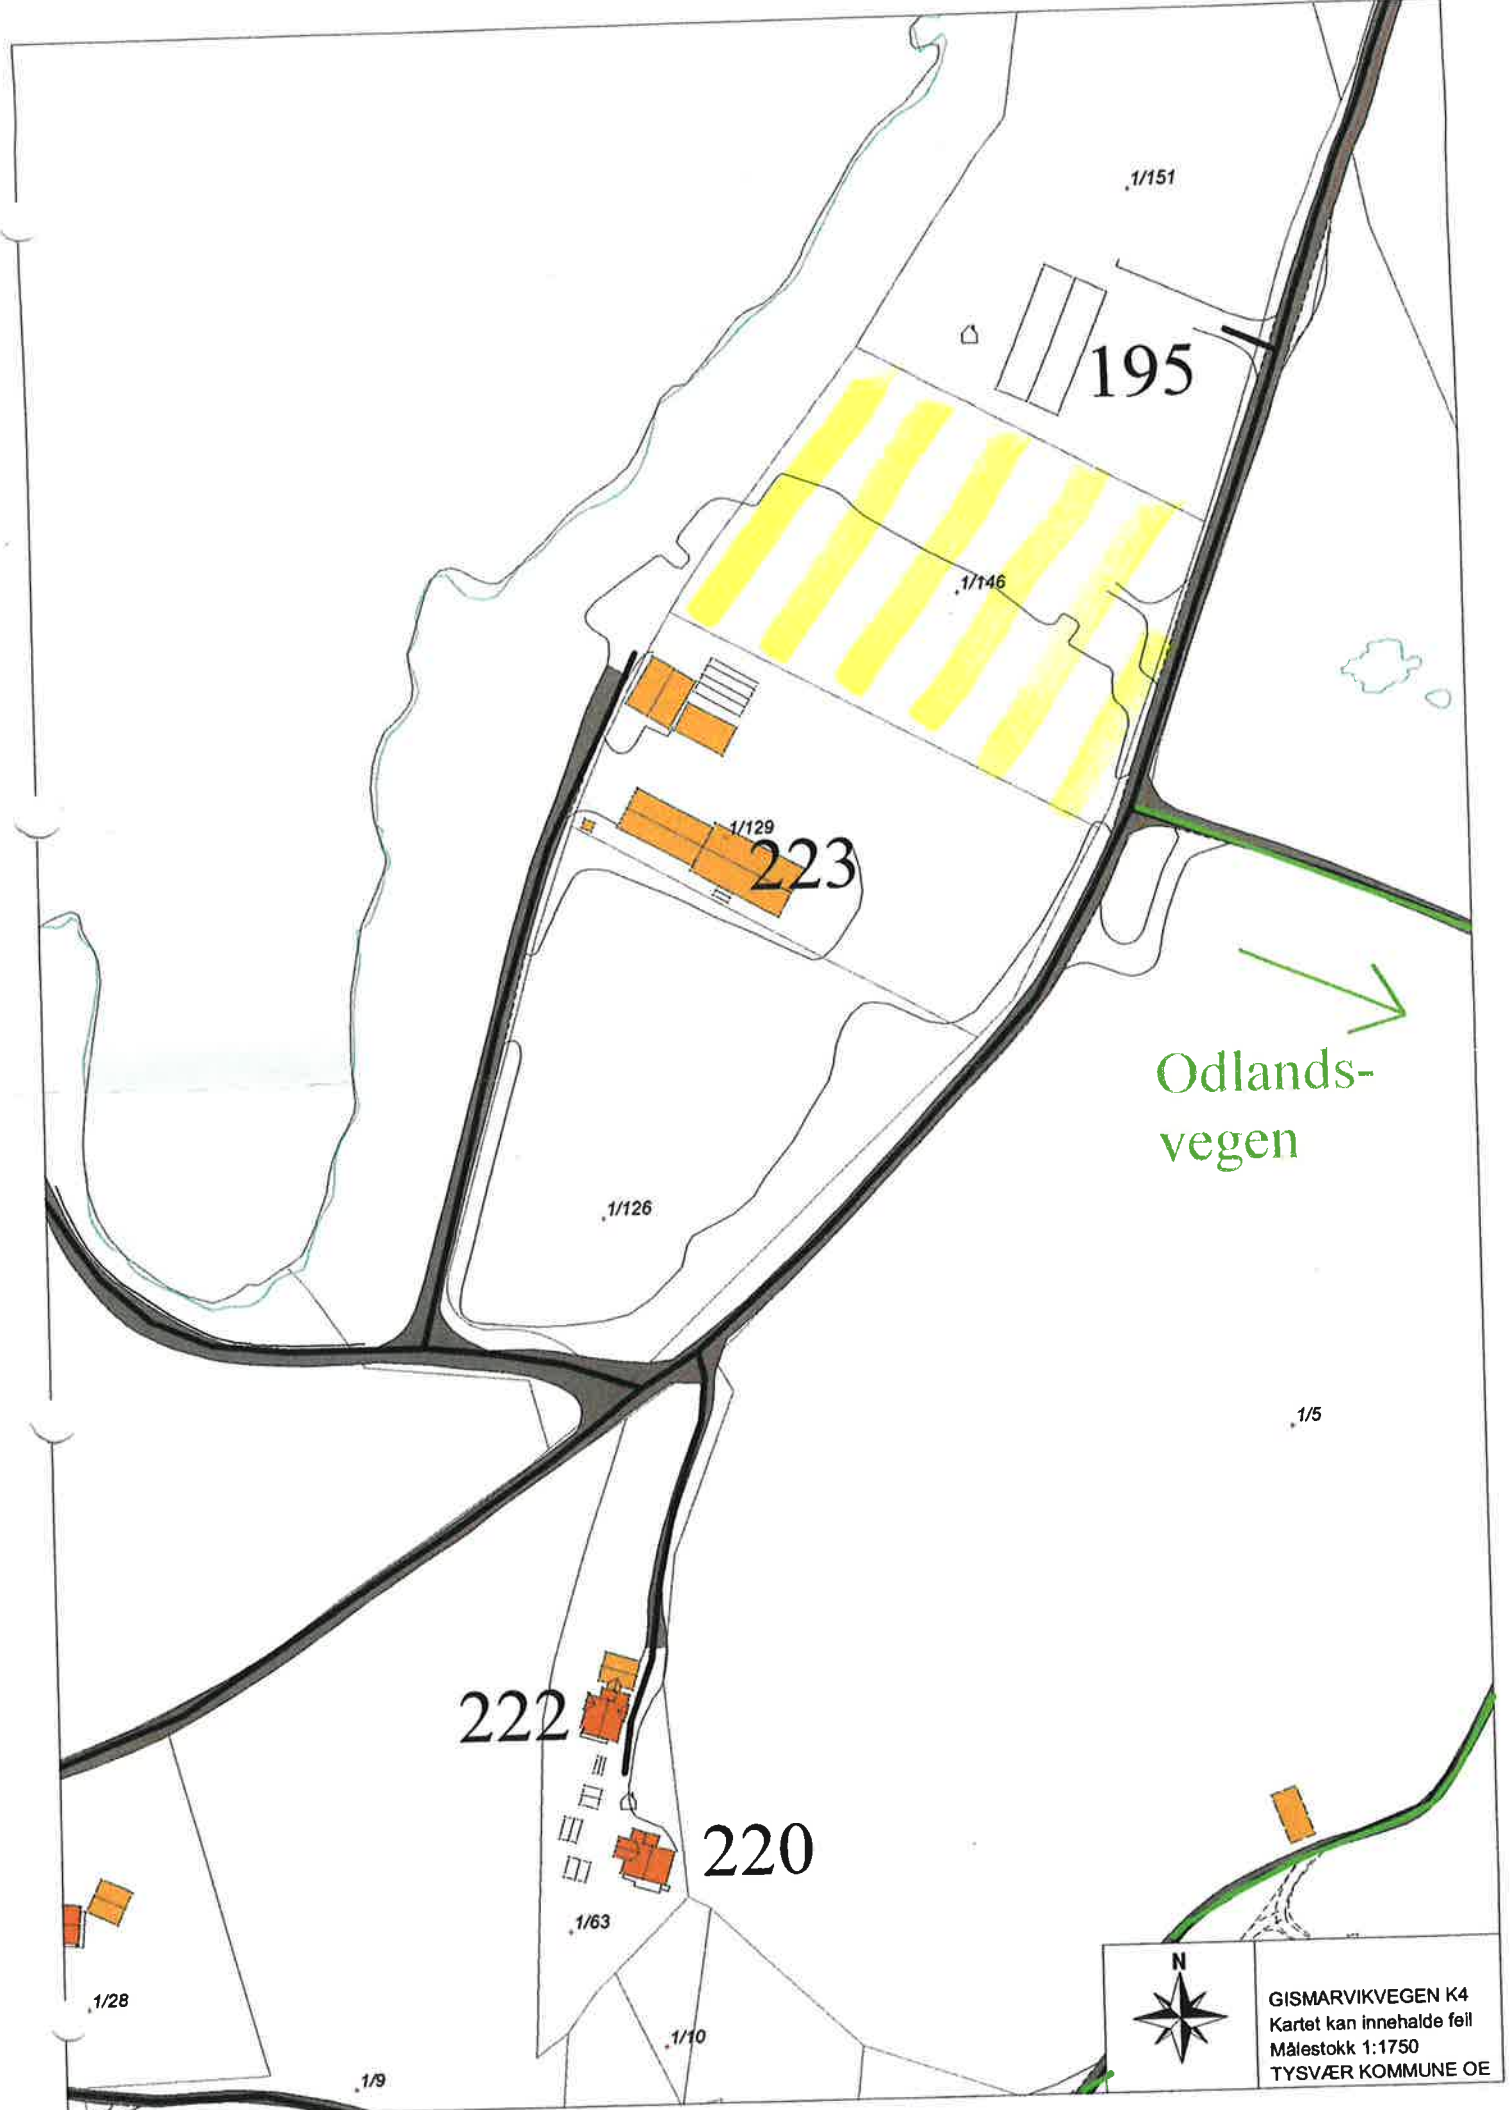 1/151
195
1/146
1/129
223
Odlands-
vegen
1/126
1/5
222
220
1/63
1/28
1/10
1/9
N
GISMARVIKVEGEN K4
Kartet kan innehalde feil
Målestokk 1:1750
TYSVÆR KOMMUNE OE